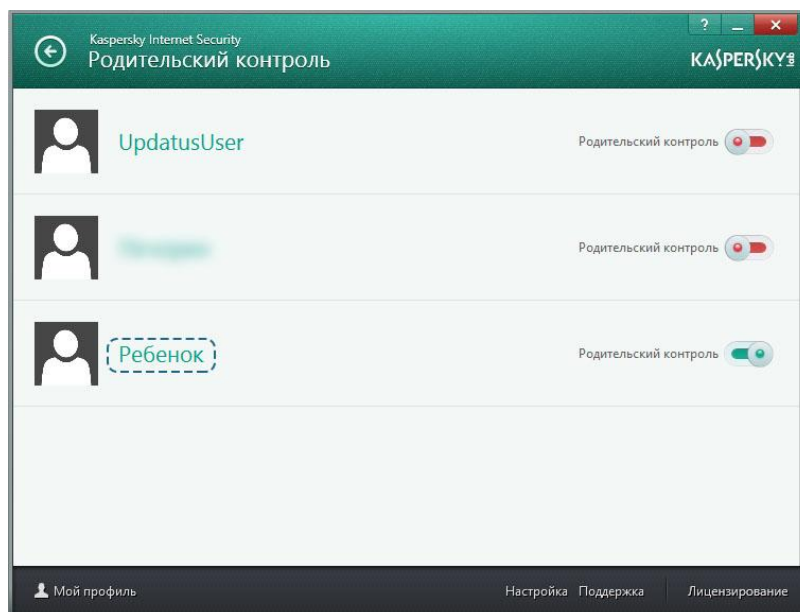 Kaspersky Internet Security
Родительский контроль
?
KASPERSKY lab
UpdatusUser
Родительский контроль
Родительский контроль
Ребенок
Родительский контроль
Мой профиль
Настройка Поддержка Лицензирование